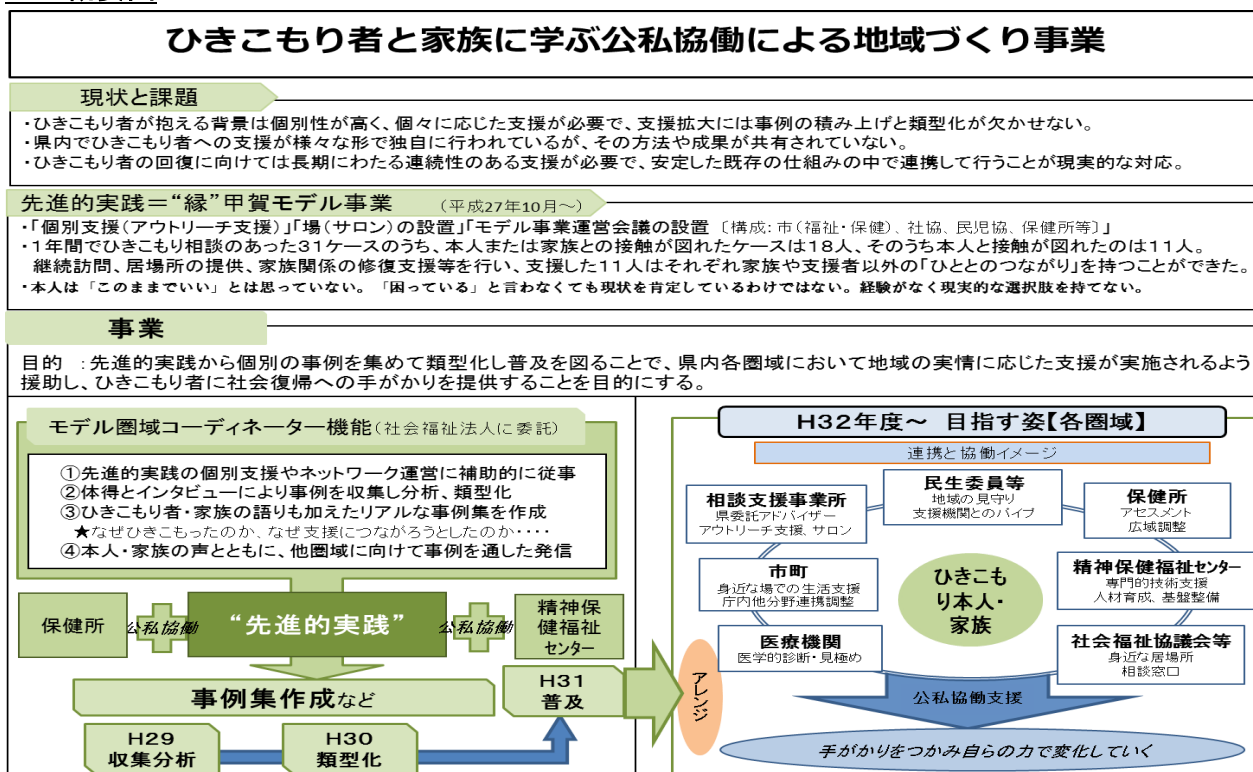 ひきこもり者と家族に学ぶ公私協働による地域づくり事業
現状と課題
・ひきこもり者が抱える背景は個別性が高く、個々に応じた支援が必要で、支援拡大には事例の積み上げと類型化が欠かせない。
・県内でひきこもり者への支援が様々な形で独自に行われているが、その方法や成果が共有されていない。
・ひきこもり者の回復に向けては長期にわたる連続性のある支援が必要で、安定した既存の仕組みの中で連携して行うことが現実的な対応。
先進的実践=“縁”甲賀モデル事業 (平成27年10月~)
・「個別支援(アウトリーチ支援)」「場(サロン)の設置」「モデル事業運営会議の設置 〔構成:市(福祉・保健)、社協、民児協、保健所等〕」
・1年間でひきこもり相談のあった31ケースのうち、本人または家族との接触が図れたケースは18人、そのうち本人と接触が図れたのは11人。
継続訪問、居場所の提供、家族関係の修復支援等を行い、支援した11人はそれぞれ家族や支援者以外の「ひととのつながり」を持つことができた。
・本人は「このままでいい」とは思っていない。「困っている」と言わなくても現状を肯定しているわけではない。経験がなく現実的な選択肢を持てない。
事業
目的 :先進的実践から個別の事例を集めて類型化し普及を図ることで、県内各圏域において地域の実情に応じた支援が実施されるよう
援助し、ひきこもり者に社会復帰への手がかりを提供することを目的にする。
モデル圏域コーディネーター機能(社会福祉法人に委託)
①先進的実践の個別支援やネットワーク運営に補助的に従事
②体得とインタビューにより事例を収集し分析、類型化
③ひきこもり者・家族の語りも加えたリアルな事例集を作成
★なぜひきこもったのか、なぜ支援につながろうとしたのか・・・・
④本人・家族の声とともに、他圏域に向けて事例を通した発信
保健所
公私協働
“先進的実践”
公私協働
精神保
健福祉
センター
事例集作成など
H31
普及
H29
収集分析
H30
類型化
アレンジ
H32年度~ 目指す姿【各圏域】
連携と協働イメージ
民生委員等
地域の見守り
支援機関とのパイプ
相談支援事業所
県委託アドバイザー
アウトリーチ支援、サロン
保健所
アセスメント
広域調整
市町
身近な場での生活支援
庁内他分野連携調整
ひきこも
り本人・
家族
精神保健福祉センター
専門的技術支援
人材育成、基盤整備
医療機関
医学的診断・見極め
社会福祉協議会等
身近な居場所
相談窓口
公私協働支援
手がかりをつかみ自らの力で変化していく